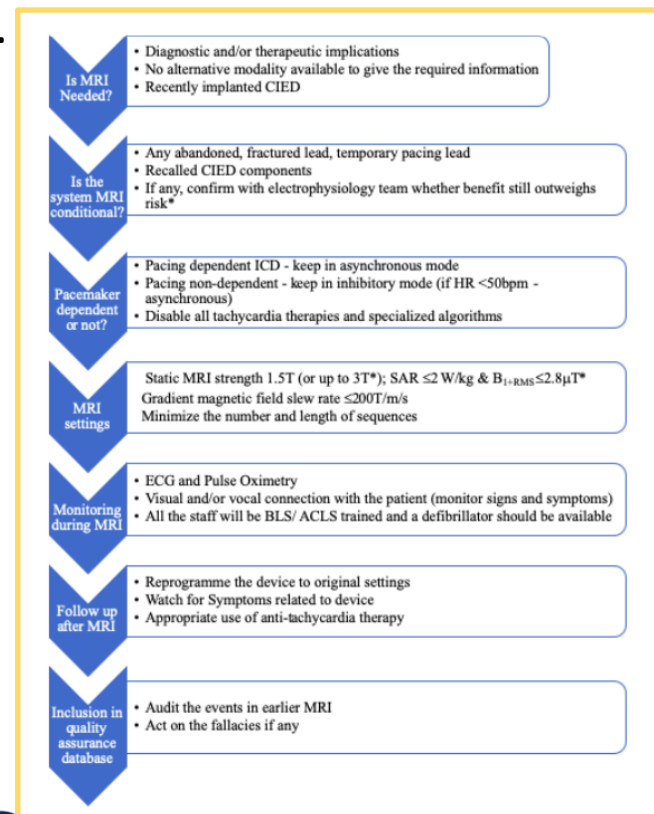 Is MRI
Needed?
• Diagnostic and/or therapeutic implications
• No alternative modality available to give the required information
• Recently implanted CIED
Is the
system MRI
conditional?
• Any abandoned, fractured lead, temporary pacing lead
• Recalled CIED components
• If any, confirm with electrophysiology team whether benefit still outweighs
risk*
Pacemaker
dependent
or not?
• Pacing dependent ICD - keep in asynchronous mode
• Pacing non-dependent - keep in inhibitory mode (if HR <50bpm -
asynchronous)
• Disable all tachycardia therapies and specialized algorithms
MRI
settings
Static MRI strength 1.5T (or up to 3T*); SAR ≤2 W/kg & B1+RMS≤2.8μT*
Gradient magnetic field slew rate ≤200T/m/s
Minimize the number and length of sequences
Monitoring
during MRI
• ECG and Pulse Oximetry
• Visual and/or vocal connection with the patient (monitor signs and symptoms)
• All the staff will be BLS/ ACLS trained and a defibrillator should be available
Follow up
after MRI
• Reprogramme the device to original settings
• Watch for Symptoms related to device
• Appropriate use of anti-tachycardia therapy
Inclusion in
quality
assurance
database
• Audit the events in earlier MRI
• Act on the fallacies if any